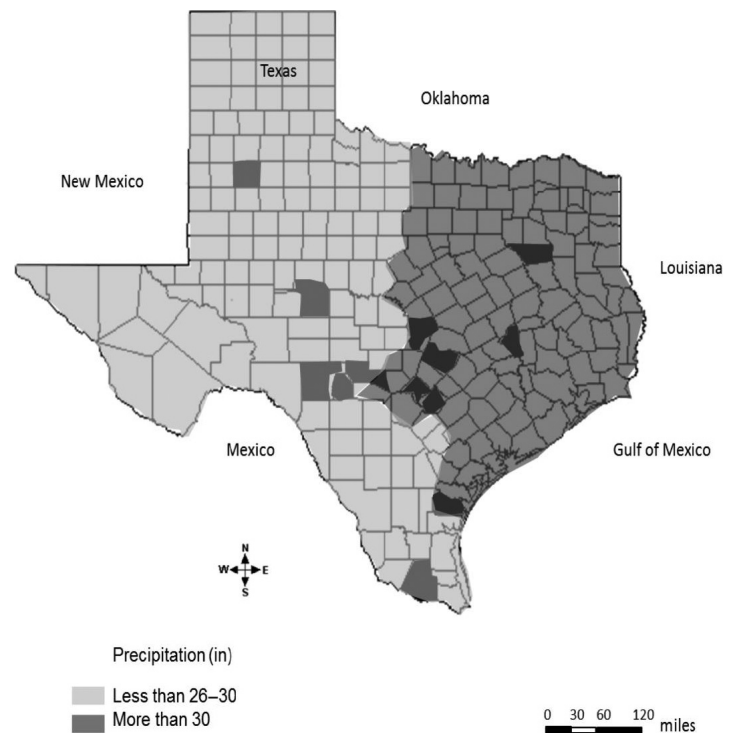 Texas
Oklahoma
New Mexico
Louisiana
Mexico
Gulf of Mexico
N
W E
S
Precipitation (in)
Less than 26–30
More than 30
0 30 60 120 miles